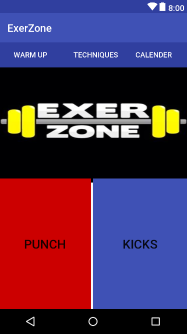 8:00
ExerZone
WARM UP TECHNIQUES CALENDER
EXER
ZONE
PUNCH KICKS